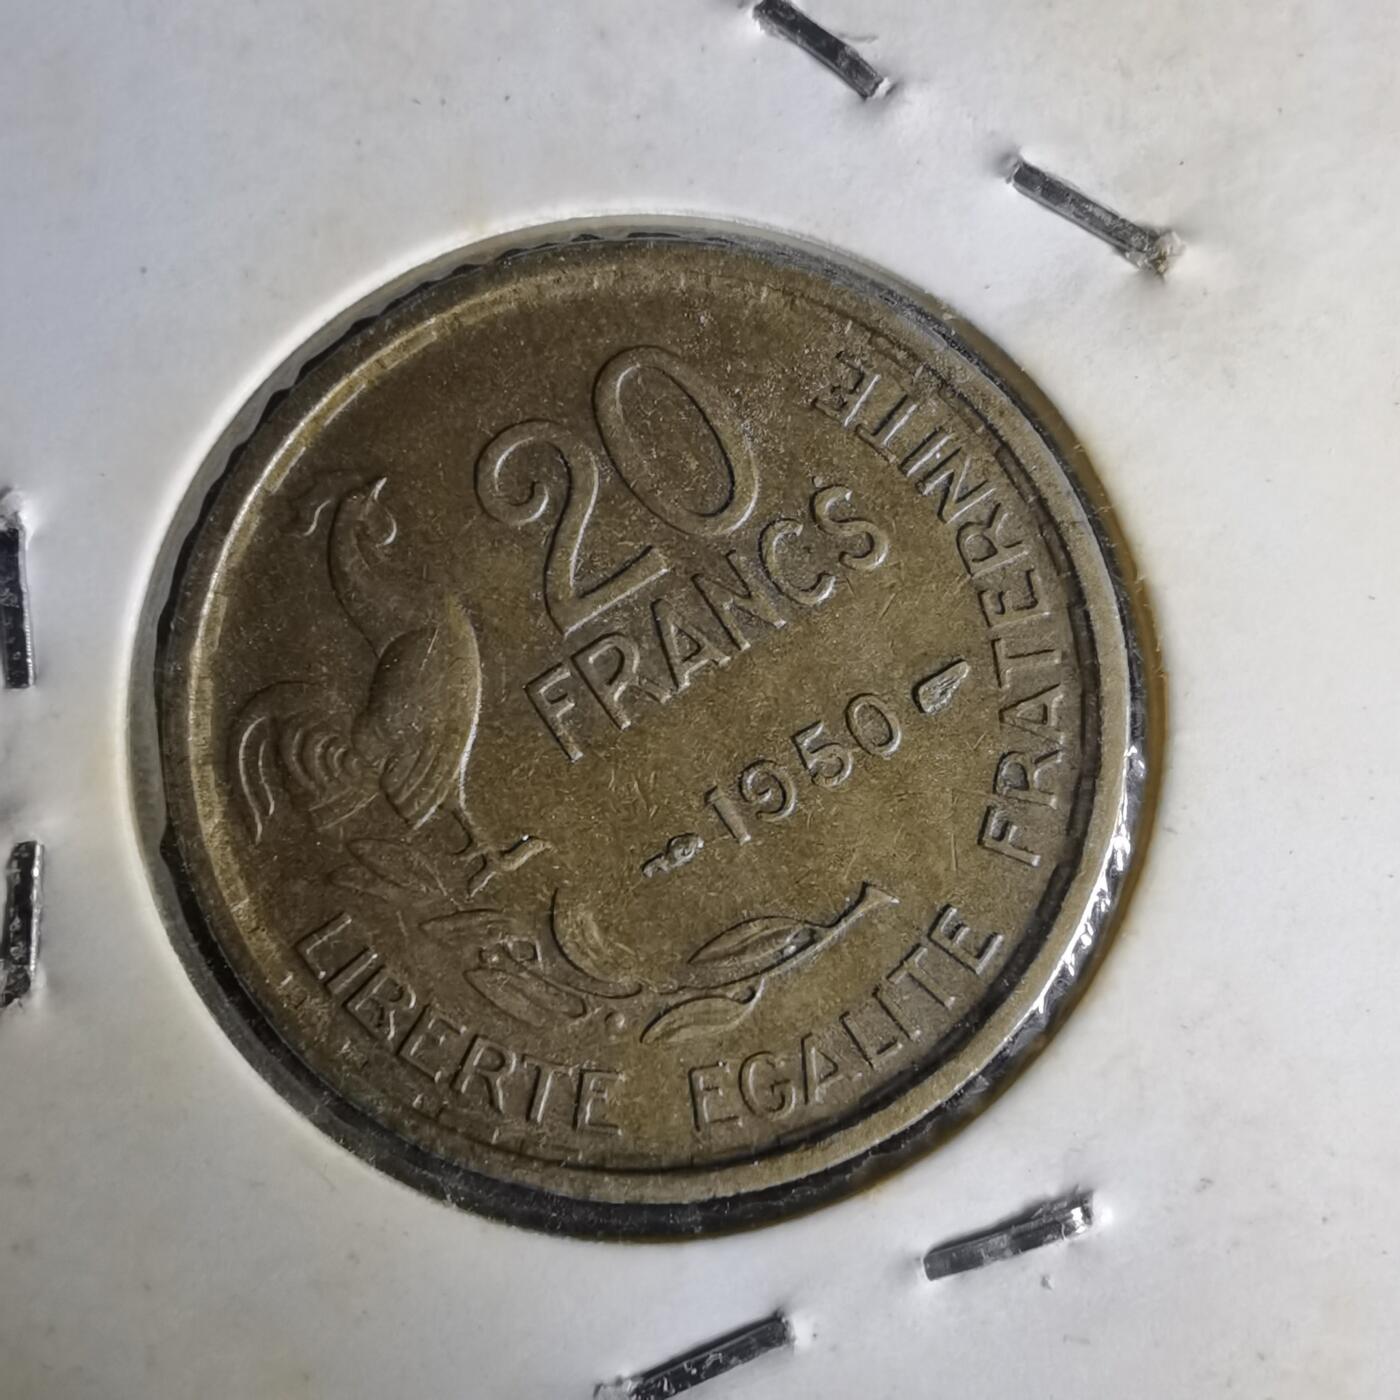 20
FRANCS
1950
LIBERTE EGALITE FRATERNITE